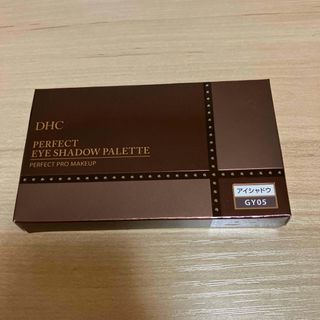 DHC
PERFECT
EYE SHADOW PALETTE
PERFECT PRO MAKEUP
アイシャドウ
GY05